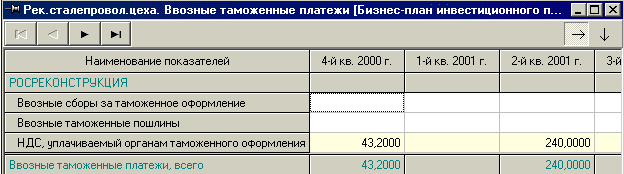 Рек.сталепровол.цеха. Ввозные таможенные платежи [Бизнес-план инвестиционного п...
Наименование показателей 4-й кв. 2000 г. 1-й кв. 2001 г. 2-й кв. 2001 г. 3-й
РОСРЕКОНСТРУКЦИЯ
Ввозные сборы за таможенное оформление
Ввозные таможенные пошлины
НДС, уплачиваемый органам таможенного оформления 43,2000 240,0000
Ввозные таможенные платежи, всего 43,2000 240,0000